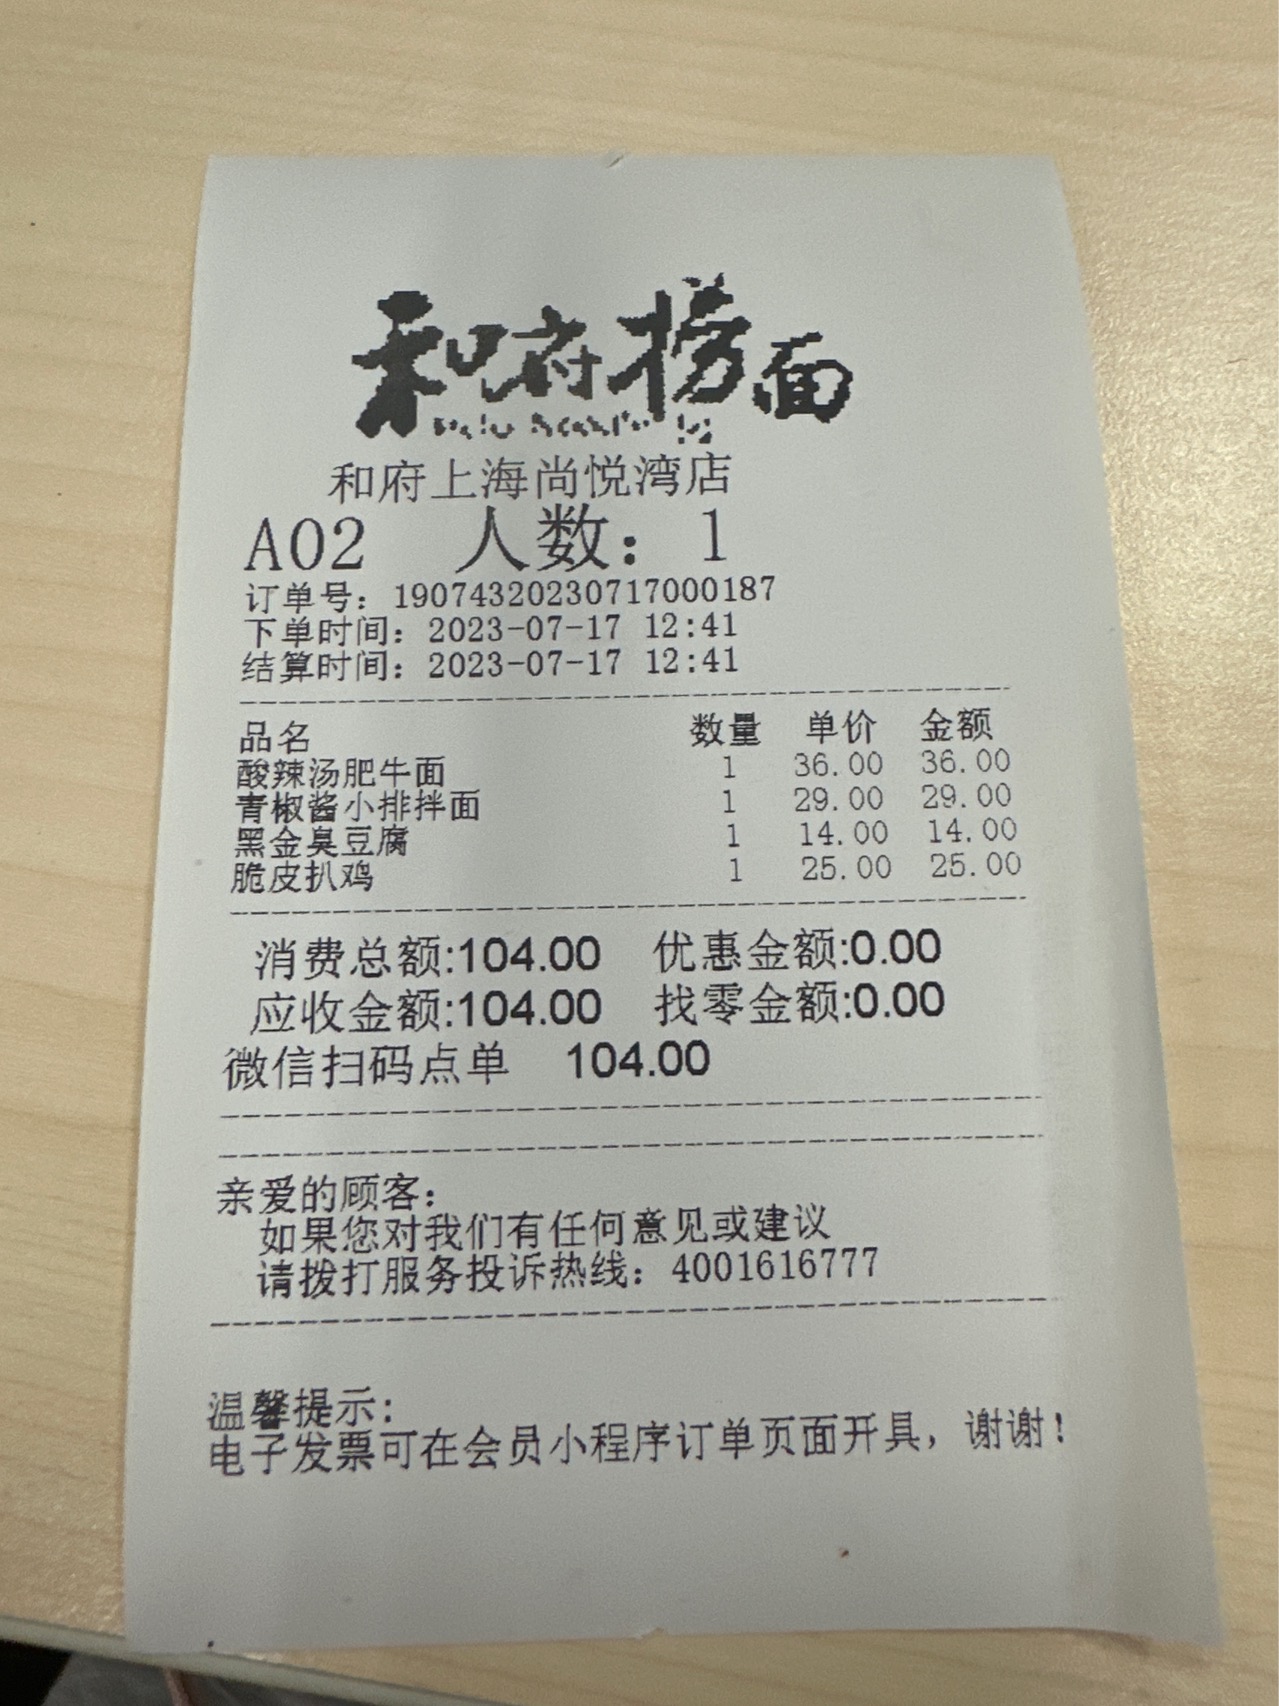 和府捞面
和府上海尚悦湾店
A02 人数：1
订单号：19074320230717000187
下单时间：2023-07-17 12:41
结算时间：2023-07-17 12:41
品名 数量 单价 金额
酸辣汤肥牛面 1 36.00 36.00
青椒酱小排拌面 1 29.00 29.00
黑金臭豆腐 1 14.00 14.00
脆皮扒鸡 1 25.00 25.00
消费总额:104.00 优惠金额:0.00
应收金额:104.00 找零金额:0.00
微信扫码点单 104.00
亲爱的顾客：
如果您对我们有任何意见或建议
请拨打服务投诉热线：4001616777
温馨提示：
电子发票可在会员小程序订单页面开具，谢谢！